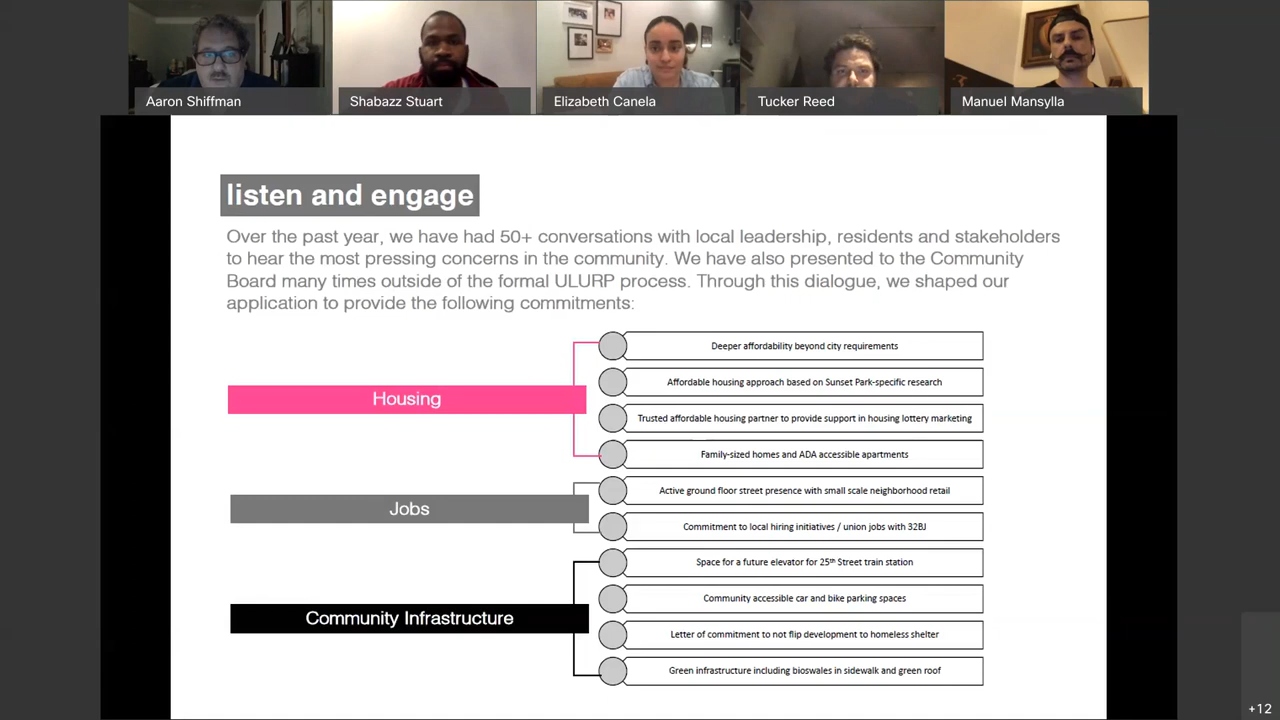 Aaron Shiffman
Shabazz Stuart
Elizabeth Canela
Tucker Reed
Manuel Mansylla
listen and engage
Over the past year, we have had 50+ conversations with local leadership, residents and stakeholders
to hear the most pressing concerns in the community. We have also presented to the Community
Board many times outside of the formal ULURP process. Through this dialogue, we shaped our
application to provide the following commitments:
Housing
Deeper affordability beyond city requirements
Affordable housing approach based on Sunset Park-specific research
Trusted affordable housing partner to provide support in housing lottery marketing
Family-sized homes and ADA accessible apartments
Jobs
Active ground floor street presence with small scale neighborhood retail
Commitment to local hiring initiatives / union jobs with 32BJ
Community Infrastructure
Space for a future elevator for 25th Street train station
Community accessible car and bike parking spaces
Letter of commitment to not flip development to homeless shelter
Green infrastructure including bioswales in sidewalk and green roof
+12